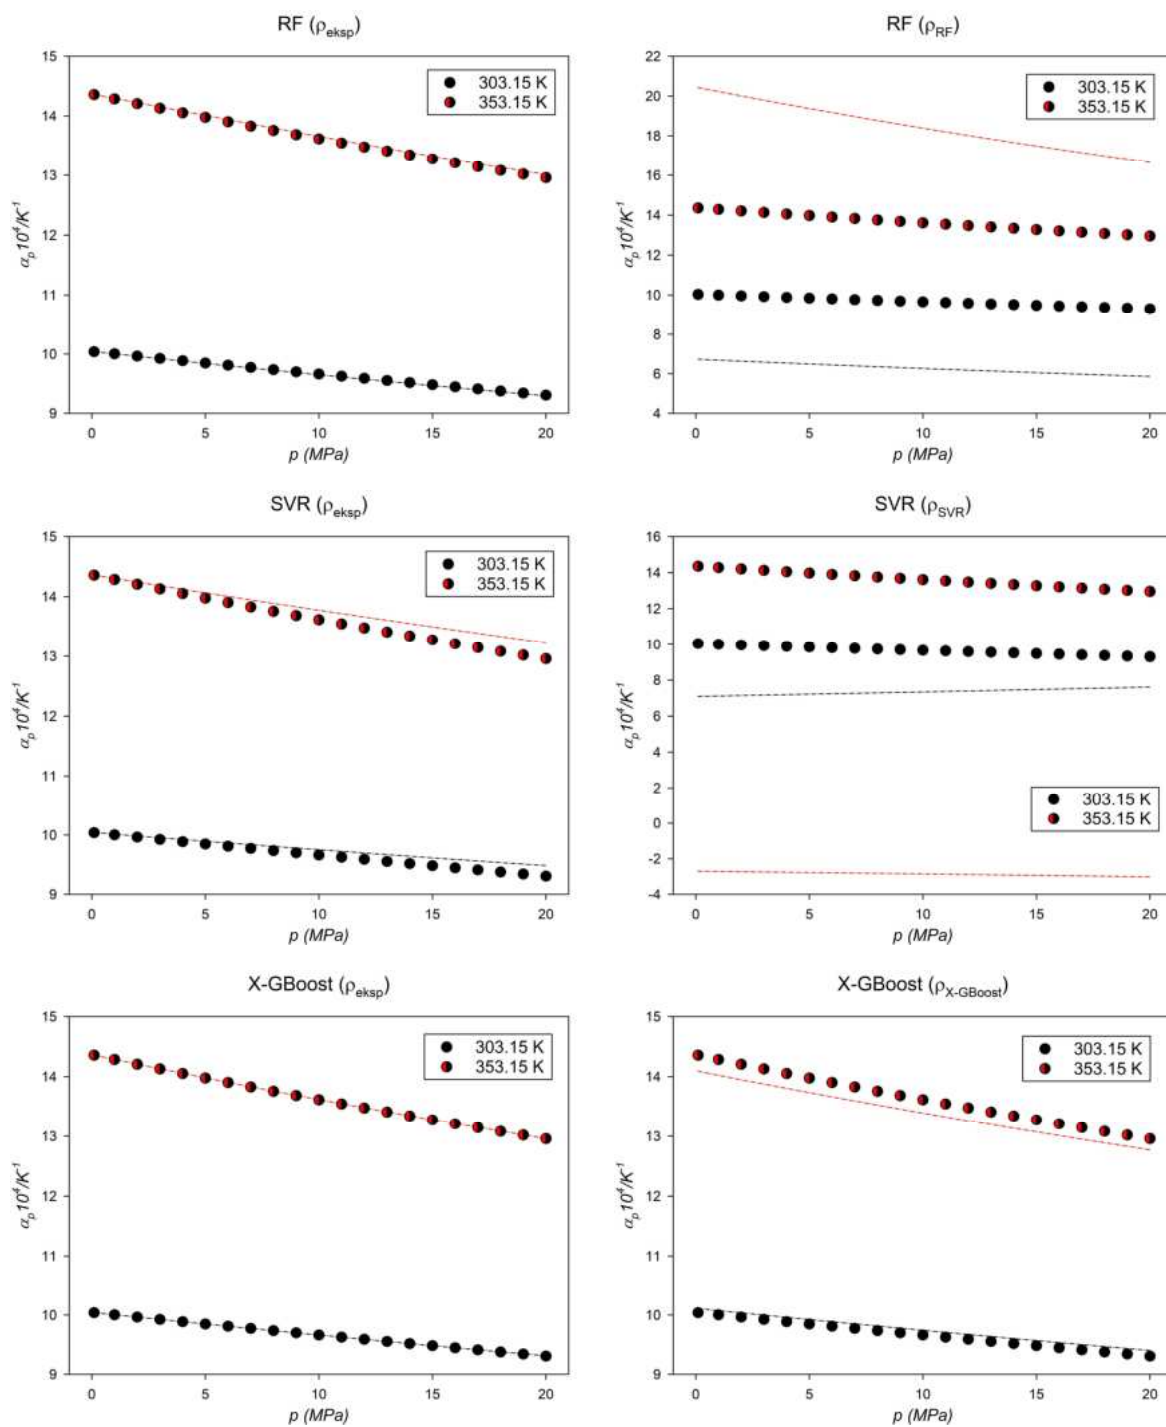 RF (ρeksp)
15
14
13
12
11
10
9
αp10⁴/K⁻¹
303.15 K
353.15 K
0 5 10 15 20
p (MPa)
RF (ρRF)
22
20
18
16
14
12
10
8
6
4
αp10⁴/K⁻¹
303.15 K
353.15 K
0 5 10 15 20
p (MPa)
SVR (ρeksp)
15
14
13
12
11
10
9
αp10⁴/K⁻¹
303.15 K
353.15 K
0 5 10 15 20
p (MPa)
SVR (ρSVR)
16
14
12
10
8
6
4
2
0
-2
-4
αp10⁴/K⁻¹
303.15 K
353.15 K
0 5 10 15 20
p (MPa)
X-GBoost (ρeksp)
15
14
13
12
11
10
9
αp10⁴/K⁻¹
303.15 K
353.15 K
0 5 10 15 20
p (MPa)
X-GBoost (ρX-GBoost)
15
14
13
12
11
10
9
αp10⁴/K⁻¹
303.15 K
353.15 K
0 5 10 15 20
p (MPa)